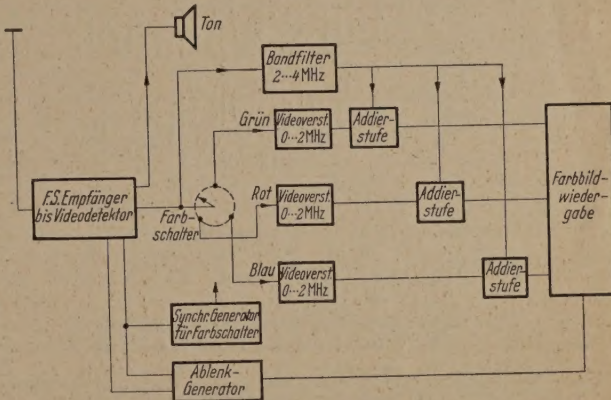 Ton
Bandfilter
2...4 MHz
Grün
Videoverst.
0...2 MHz
Addier-
stufe
F.S. Empfänger
bis Videodetektor
Farb-
schalter
Rot
Videoverst.
0...2 MHz
Addier-
stufe
Farbbild-
wieder-
gabe
Blau
Videoverst.
0...2 MHz
Addier-
stufe
Synchr. Generator
für Farbschalter
Ablenk-
Generator